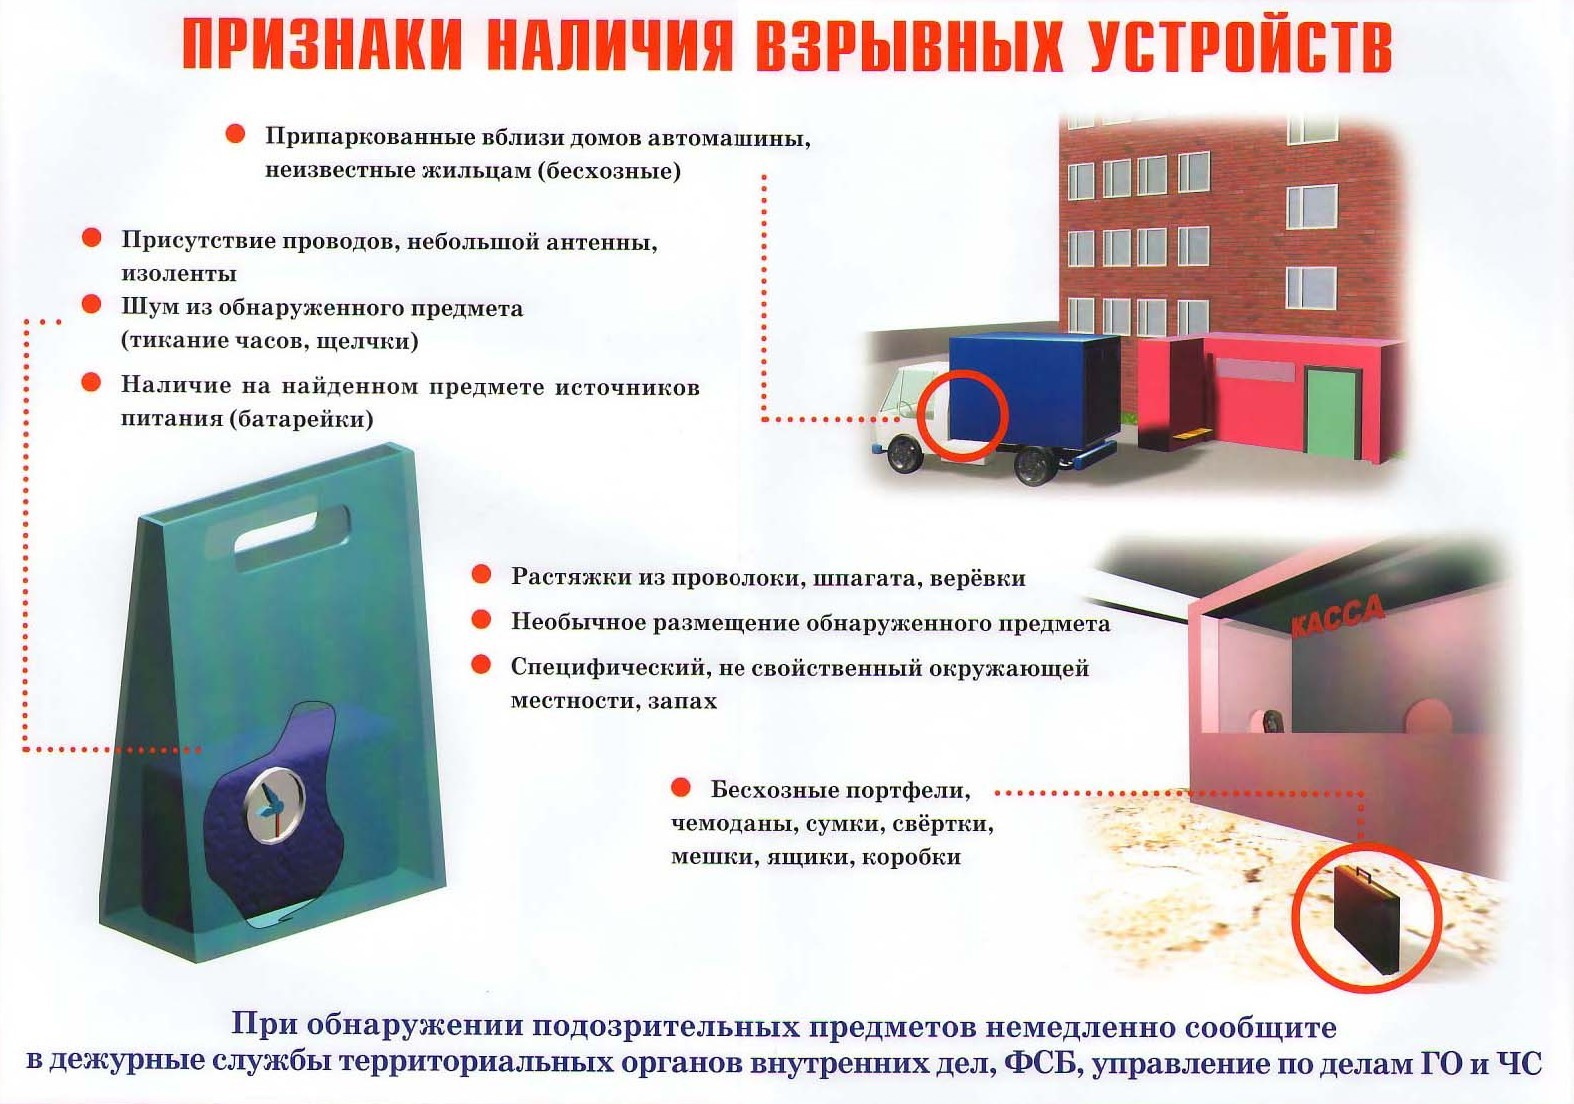 ПРИЗНАКИ НАЛИЧИЯ ВЗРЫВНЫХ УСТРОЙСТВ
Припаркованные вблизи домов автомашины,
неизвестные жильцам (бесхозные)
Присутствие проводов, небольшой антенны,
изоленты
Шум из обнаруженного предмета
(тикание часов, щелчки)
Наличие на найденном предмете источников
питания (батарейки)
Растяжки из проволоки, шпагата, верёвки
Необычное размещение обнаруженного предмета
Специфический, не свойственный окружающей
местности, запах
КАССА
Бесхозные портфели,
чемоданы, сумки, свёртки,
мешки, ящики, коробки
При обнаружении подозрительных предметов немедленно сообщите
в дежурные службы территориальных органов внутренних дел, ФСБ, управление по делам ГО и ЧС